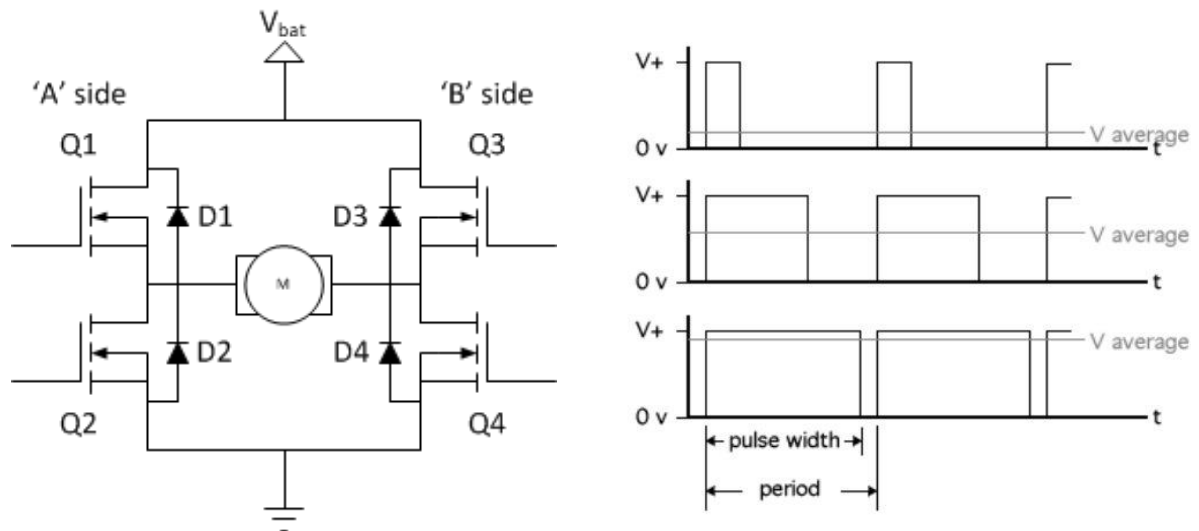 Vbat
'A' side
'B' side
Q1
Q3
D1
D3
M
D2
D4
Q2
Q4
V+
V average
0 v
t
V+
V average
0 v
t
V+
V average
0 v
t
pulse width
period